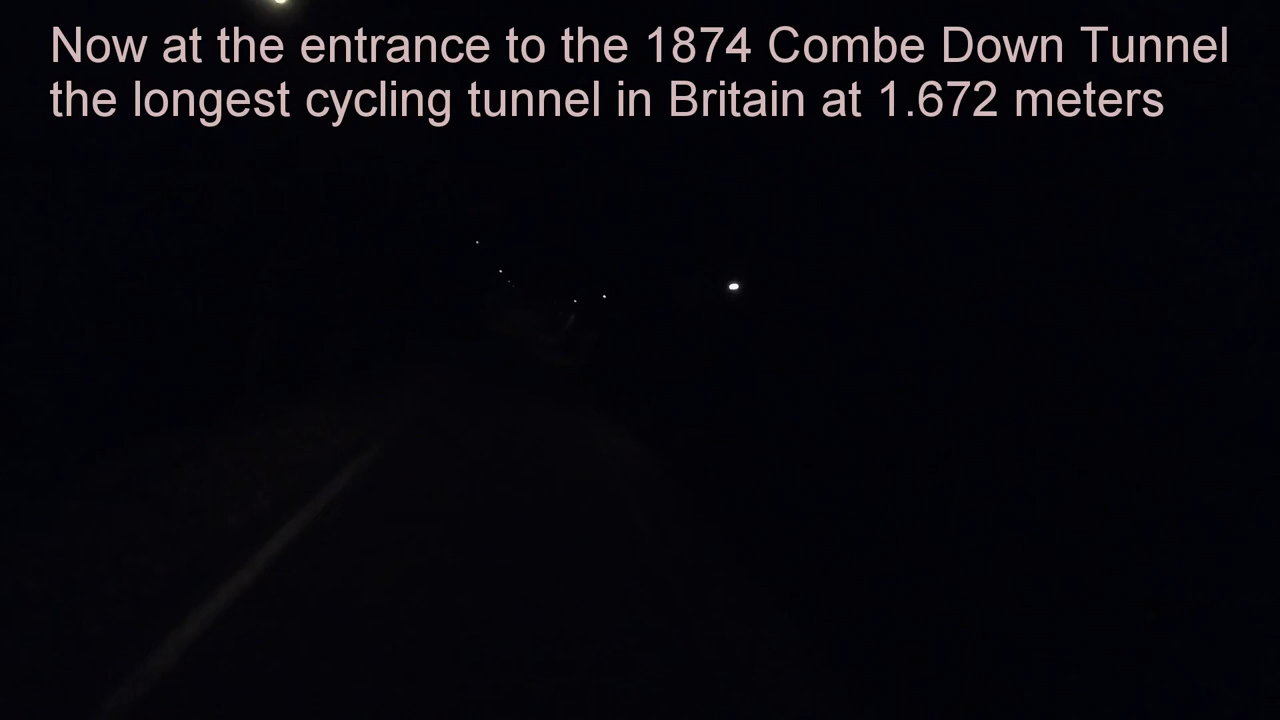 Now at the entrance to the 1874 Combe Down Tunnel
the longest cycling tunnel in Britain at 1.672 meters